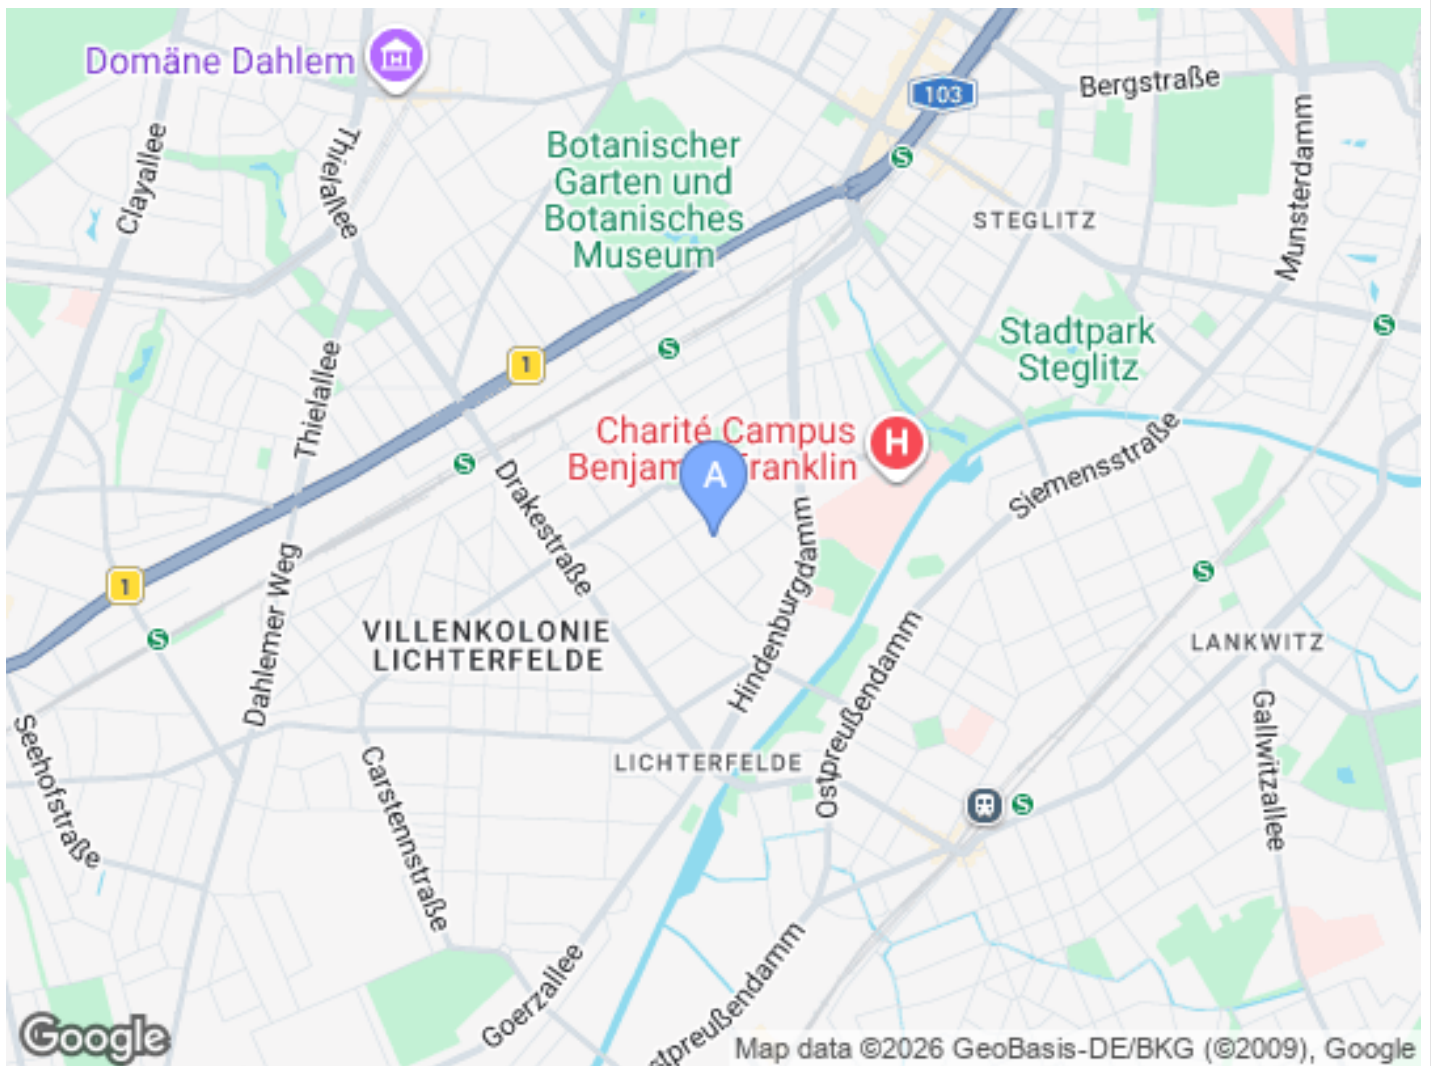 Domäne Dahlem
103
Bergstraße
Clayallee
Thielallee
Botanischer
Garten und
Botanisches
Museum
Munsterdamm
STEGLITZ
Stadtpark
Steglitz
1
Thielallee
Charité Campus
Franklin
H
A
Drakestraße
Siemensstraße
Hindenburgdamm
1
Dahlemer Weg
VILLENKOLONIE
LICHTERFELDE
LANKWITZ
Ostpreußendamm
Seehofstraße
Carstennstraße
LICHTERFELDE
Gallwitzallee
Goerzallee
stpreußendamm
S
S
S
S
S
S
S
Google
Map data ©2026 GeoBasis-DE/BKG (©2009), Google